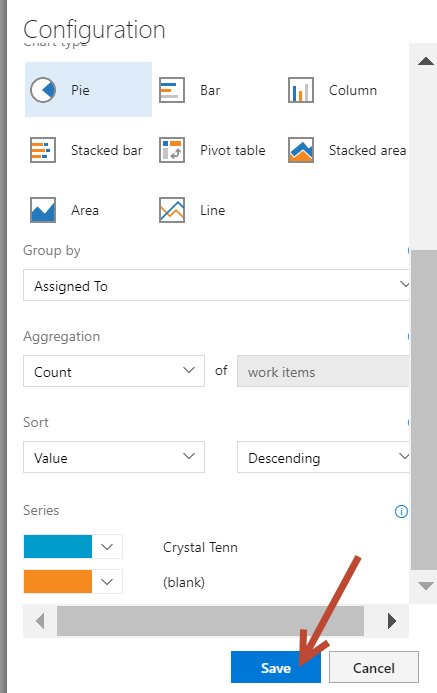 Configuration
Chart type
Pie
Bar
Column
Stacked bar
Pivot table
Stacked area
Area
Line
Group by
Assigned To
Aggregation
Count
of
work items
Sort
Value
Descending
Series
Crystal Tenn
(blank)
Save
Cancel